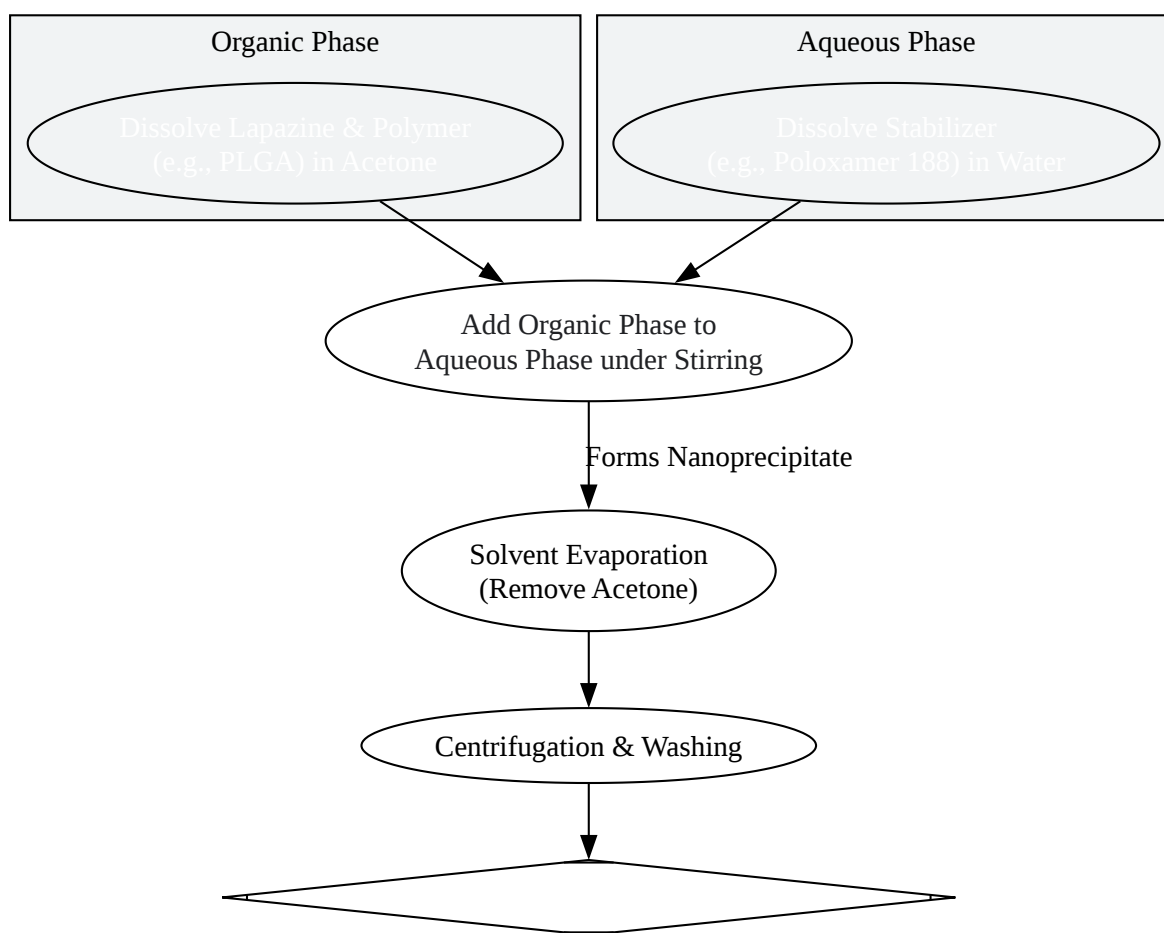 Organic Phase
Aqueous Phase
Dissolve Lapazine & Polymer
(e.g., PLGA) in Acetone
Dissolve Stabilizer
(e.g., Poloxamer 188) in Water
Add Organic Phase to
Aqueous Phase under Stirring
Forms Nanoprecipitate
Solvent Evaporation
(Remove Acetone)
Centrifugation & Washing